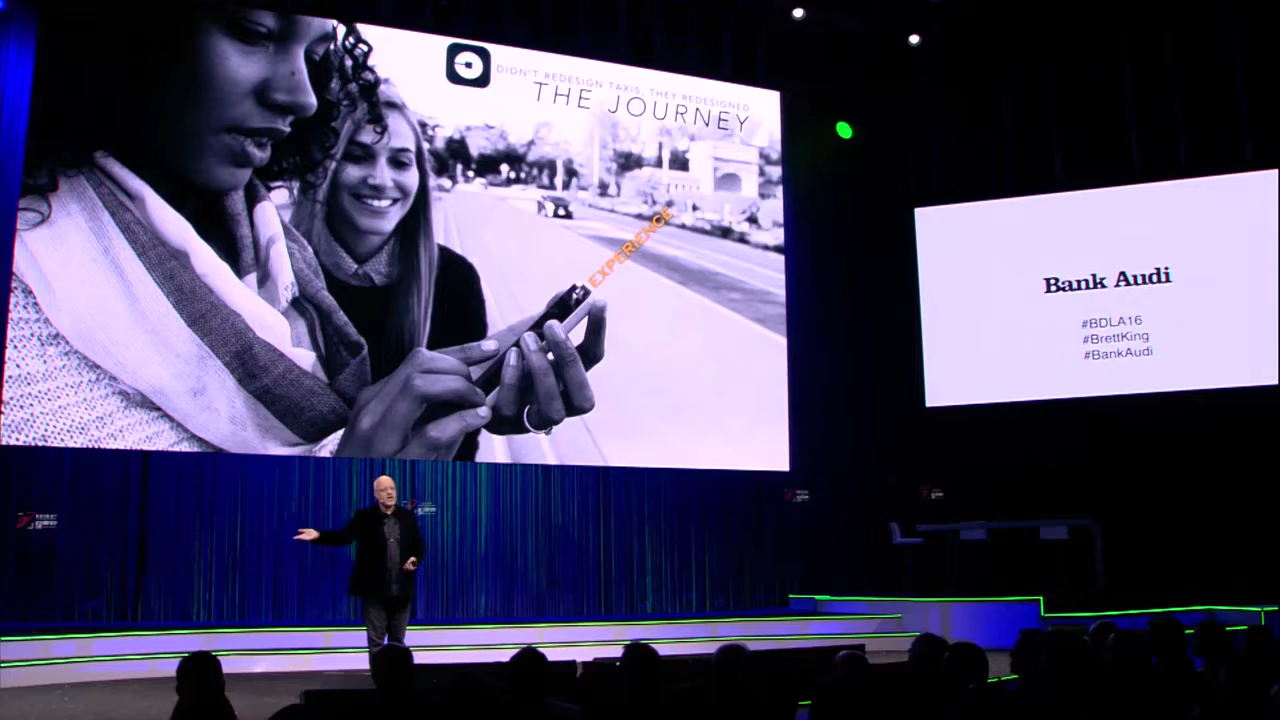 DIDN'T REDESIGN TAXIS, THEY REDESIGNED
THE JOURNEY
EXPERIENCE
Bank Audi
#BDLA16
#BrettKing
#BankAudi